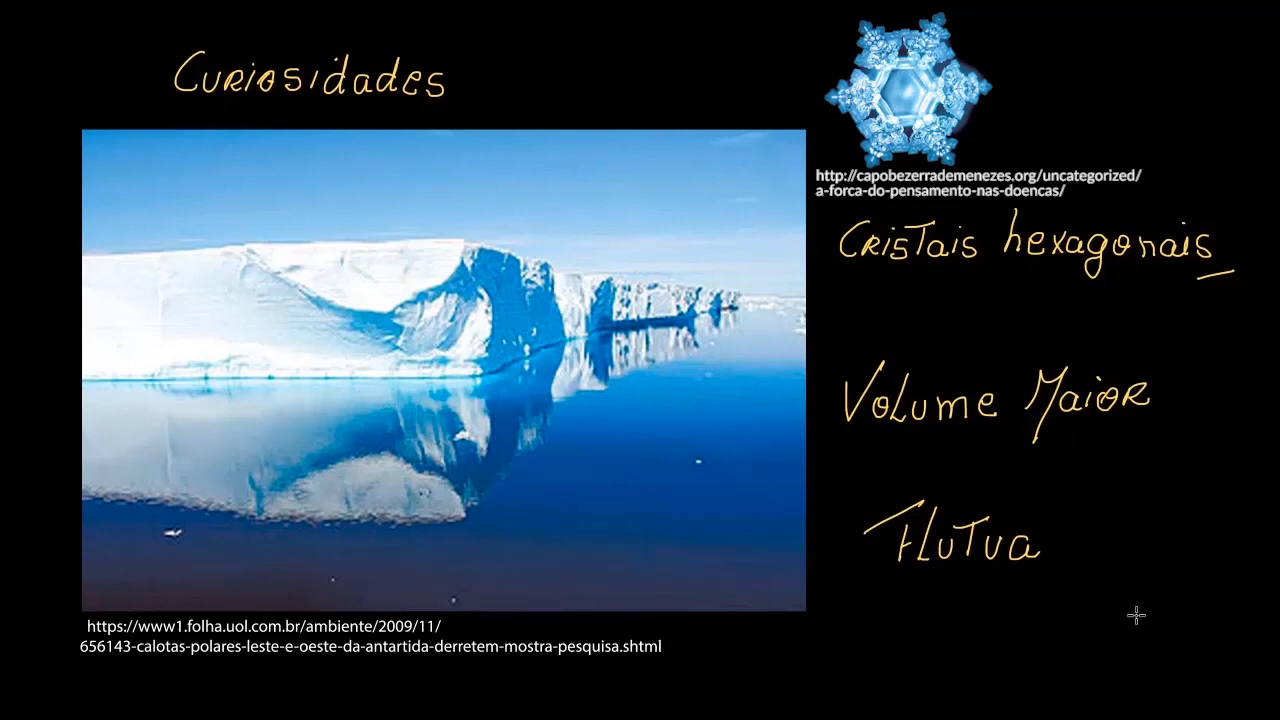 Curiosidades
http://capobezerrademenezes.org/uncategorized/
a-forca-do-pensamento-nas-doencas/
Cristais hexagonais
Volume Maior
Flutua
https://www1.folha.uol.com.br/ambiente/2009/11/
656143-calotas-polares-leste-e-oeste-da-antartida-derretem-mostra-pesquisa.shtml